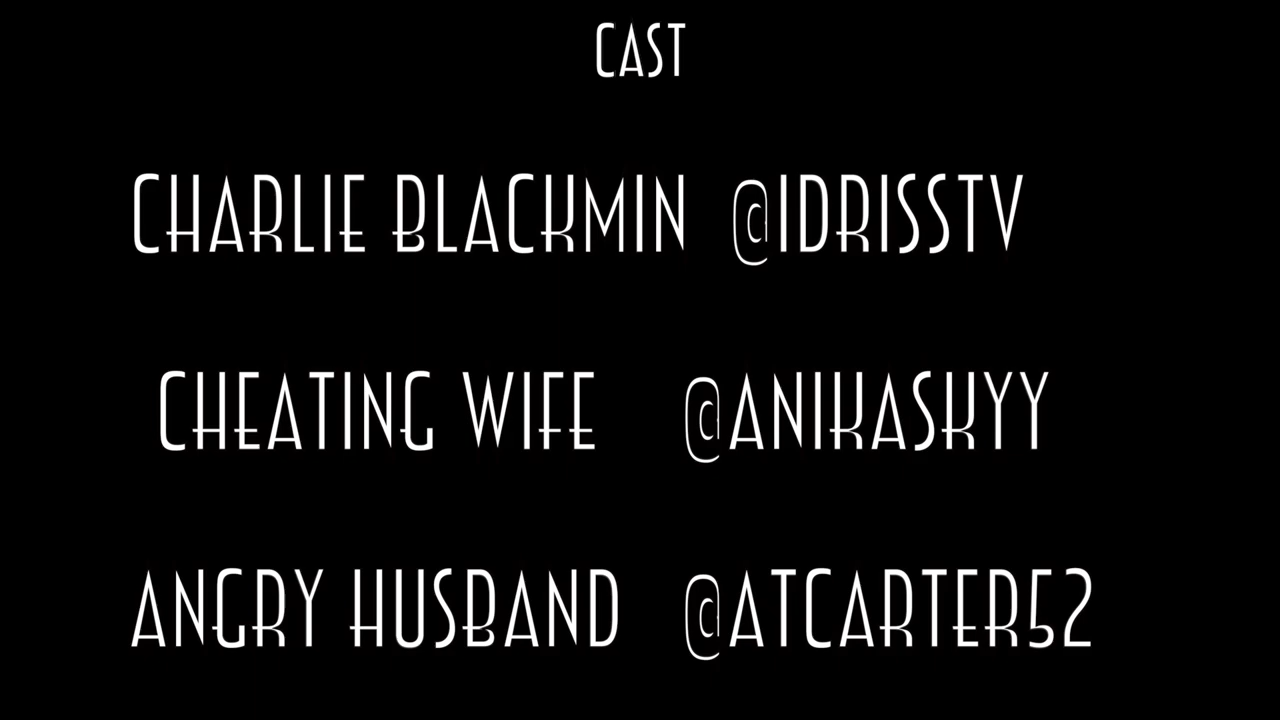 CAST
CHARLIE BLACKMIN @IDRISSTV
CHEATING WIFE @ANIKASKYY
ANGRY HUSBAND @ATCARTER52